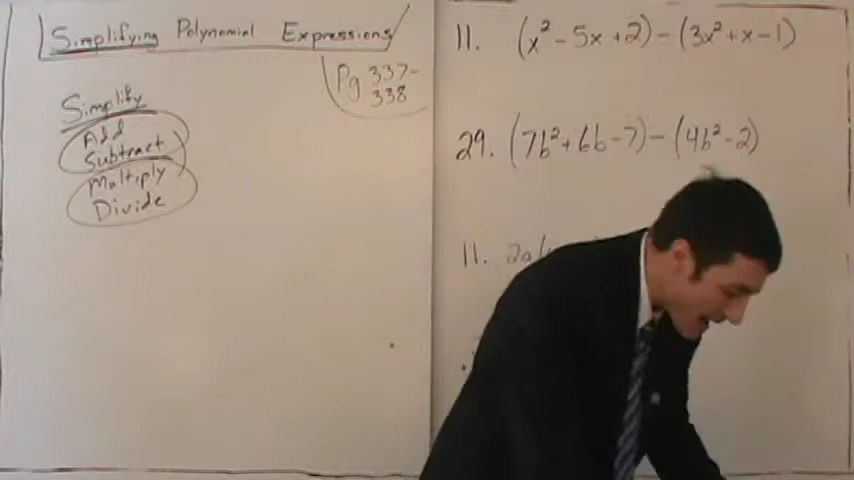 Simplifying Polynomial Expressions
Pg 337-
338
Simplify
Add
Subtract
Multiply
Divide
11. (x² - 5x + 2) - (3x² + x - 1)
29. (7b² + 6b - 7) - (4b² - 2)
11. 2a(